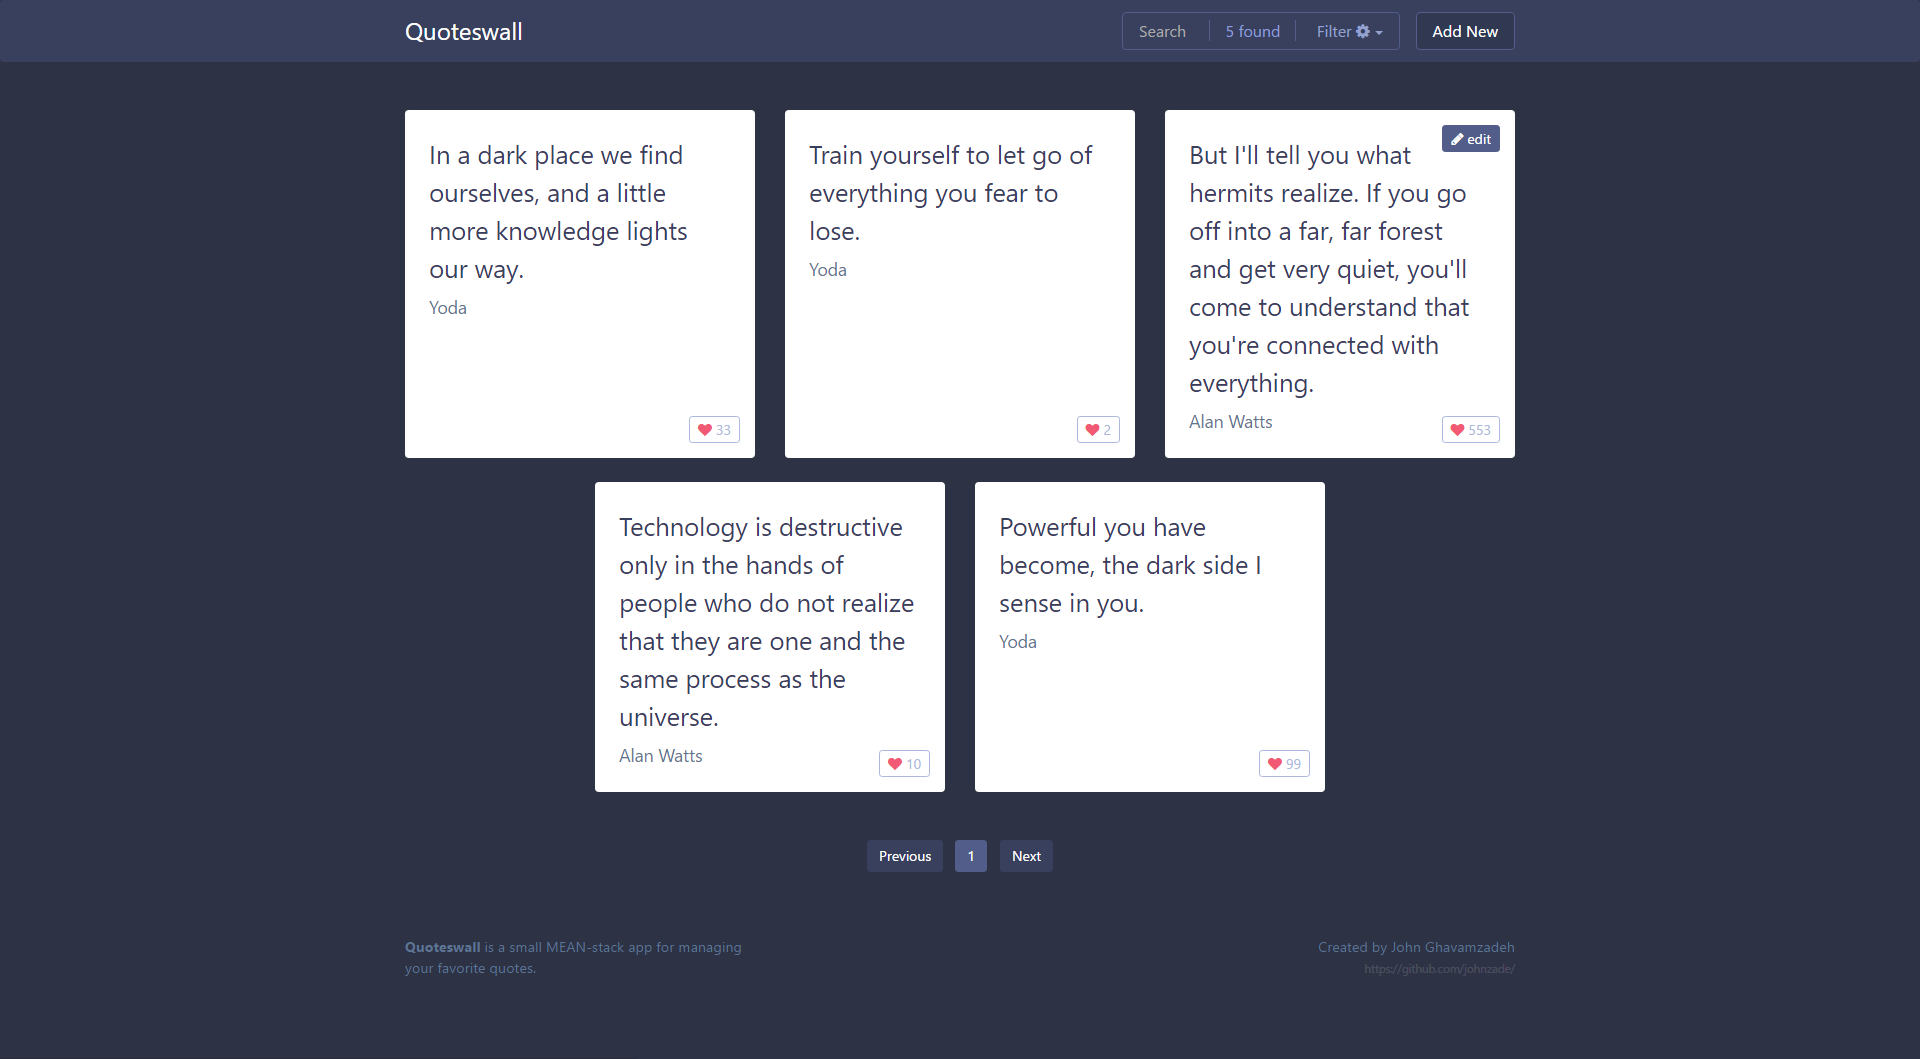 Quoteswall
Search 5 found Filter Add New
In a dark place we find
ourselves, and a little
more knowledge lights
our way.
Yoda
33
Train yourself to let go of
everything you fear to
lose.
Yoda
2
edit
But I'll tell you what
hermits realize. If you go
off into a far, far forest
and get very quiet, you'll
come to understand that
you're connected with
everything.
Alan Watts
553
Technology is destructive
only in the hands of
people who do not realize
that they are one and the
same process as the
universe.
Alan Watts
10
Powerful you have
become, the dark side I
sense in you.
Yoda
99
Previous 1 Next
Quoteswall is a small MEAN-stack app for managing
your favorite quotes.
Created by John Ghavamzadeh
https://github.com/johnzade/